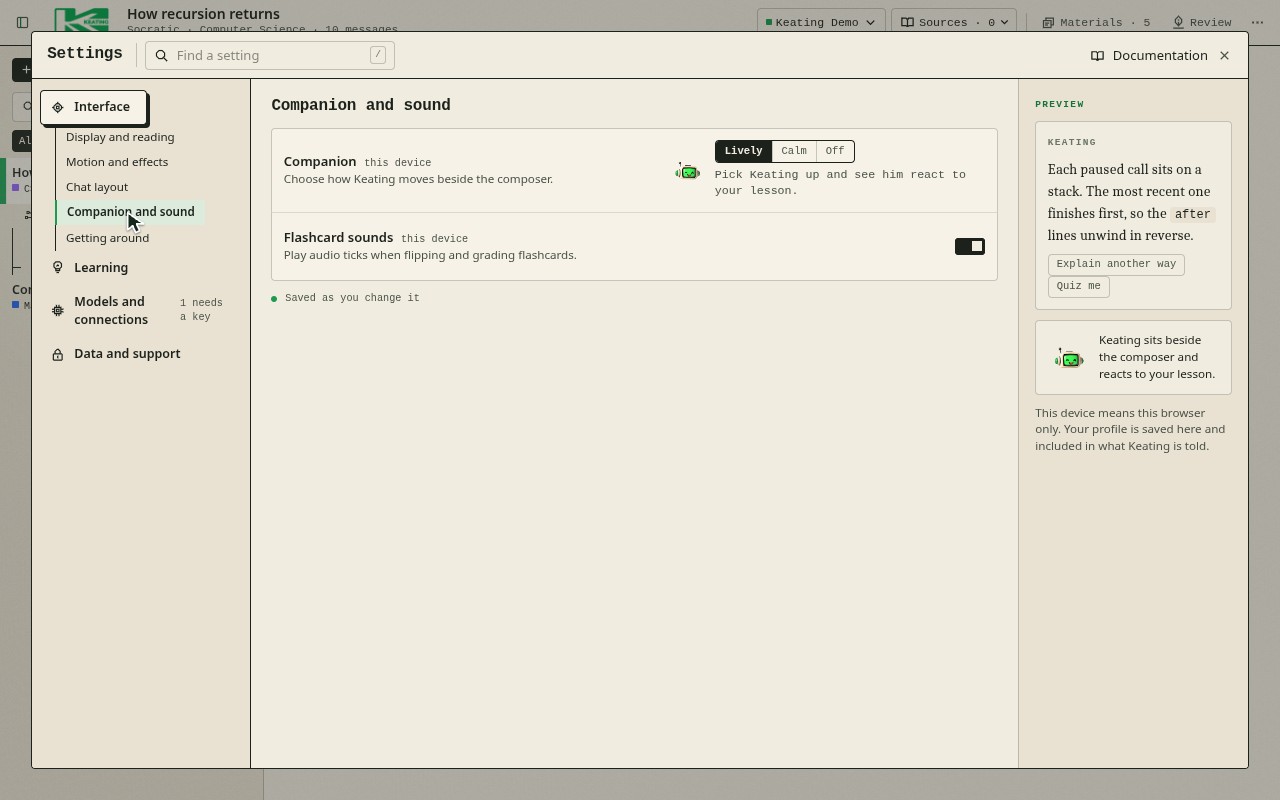 How recursion returns
KEATING
Socratic · Computer Science · 10 messages
Keating Demo
Sources · 0
Materials · 5
Review
Settings
Find a setting
/
Documentation
Interface
Display and reading
Motion and effects
Chat layout
Companion and sound
Getting around
Learning
Models and
connections
1 needs
a key
Data and support
Companion and sound
Companion this device
Choose how Keating moves beside the composer.
Lively Calm Off
Pick Keating up and see him react to
your lesson.
Flashcard sounds this device
Play audio ticks when flipping and grading flashcards.
Saved as you change it
PREVIEW
KEATING
Each paused call sits on a
stack. The most recent one
finishes first, so the after
lines unwind in reverse.
Explain another way
Quiz me
Keating sits beside
the composer and
reacts to your lesson.
This device means this browser
only. Your profile is saved here and
included in what Keating is told.